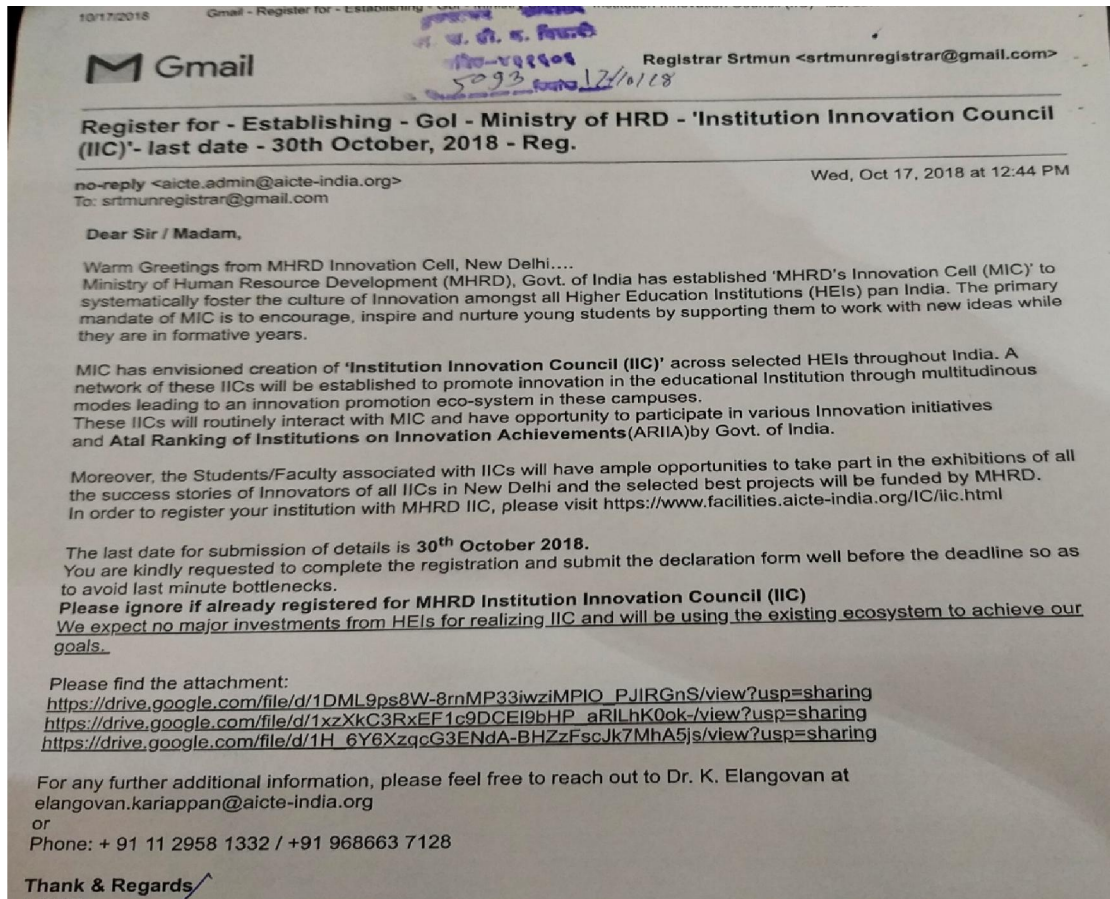 10/17/2018 Gmail - Register for -
5093 17/10/18
Gmail
Registrar Srtmun <srtmunregistrar@gmail.com>
Register for - Establishing - GoI - Ministry of HRD - 'Institution Innovation Council
(IIC)'- last date - 30th October, 2018 - Reg.
no-reply <aicte.admin@aicte-india.org>
Wed, Oct 17, 2018 at 12:44 PM
To: srtmunregistrar@gmail.com
Dear Sir / Madam,
Warm Greetings from MHRD Innovation Cell, New Delhi....
Ministry of Human Resource Development (MHRD), Govt. of India has established 'MHRD's Innovation Cell (MIC)' to
systematically foster the culture of Innovation amongst all Higher Education Institutions (HEIs) pan India. The primary
mandate of MIC is to encourage, inspire and nurture young students by supporting them to work with new ideas while
they are in formative years.
MIC has envisioned creation of 'Institution Innovation Council (IIC)' across selected HEIs throughout India. A
network of these IICs will be established to promote innovation in the educational Institution through multitudinous
modes leading to an innovation promotion eco-system in these campuses.
These IICs will routinely interact with MIC and have opportunity to participate in various Innovation initiatives
and Atal Ranking of Institutions on Innovation Achievements(ARIIA)by Govt. of India.
Moreover, the Students/Faculty associated with IICs will have ample opportunities to take part in the exhibitions of all
the success stories of Innovators of all IICs in New Delhi and the selected best projects will be funded by MHRD.
In order to register your institution with MHRD IIC, please visit https://www.facilities.aicte-india.org/IC/iic.html
The last date for submission of details is 30th October 2018.
You are kindly requested to complete the registration and submit the declaration form well before the deadline so as
to avoid last minute bottlenecks.
Please ignore if already registered for MHRD Institution Innovation Council (IIC)
We expect no major investments from HEIs for realizing IIC and will be using the existing ecosystem to achieve our
goals.
Please find the attachment:
https://drive.google.com/file/d/1DML9ps8W-8rnMP33iwziMPIO_PJIRGnS/view?usp=sharing
https://drive.google.com/file/d/1xzXkC3RxEF1c9DCEI9bHP_aRILhK0ok-/view?usp=sharing
https://drive.google.com/file/d/1H_6Y6XzqcG3ENdA-BHZzFscJk7MhA5js/view?usp=sharing
For any further additional information, please feel free to reach out to Dr. K. Elangovan at
elangovan.kariappan@aicte-india.org
or
Phone: + 91 11 2958 1332 / +91 968663 7128
Thank & Regards